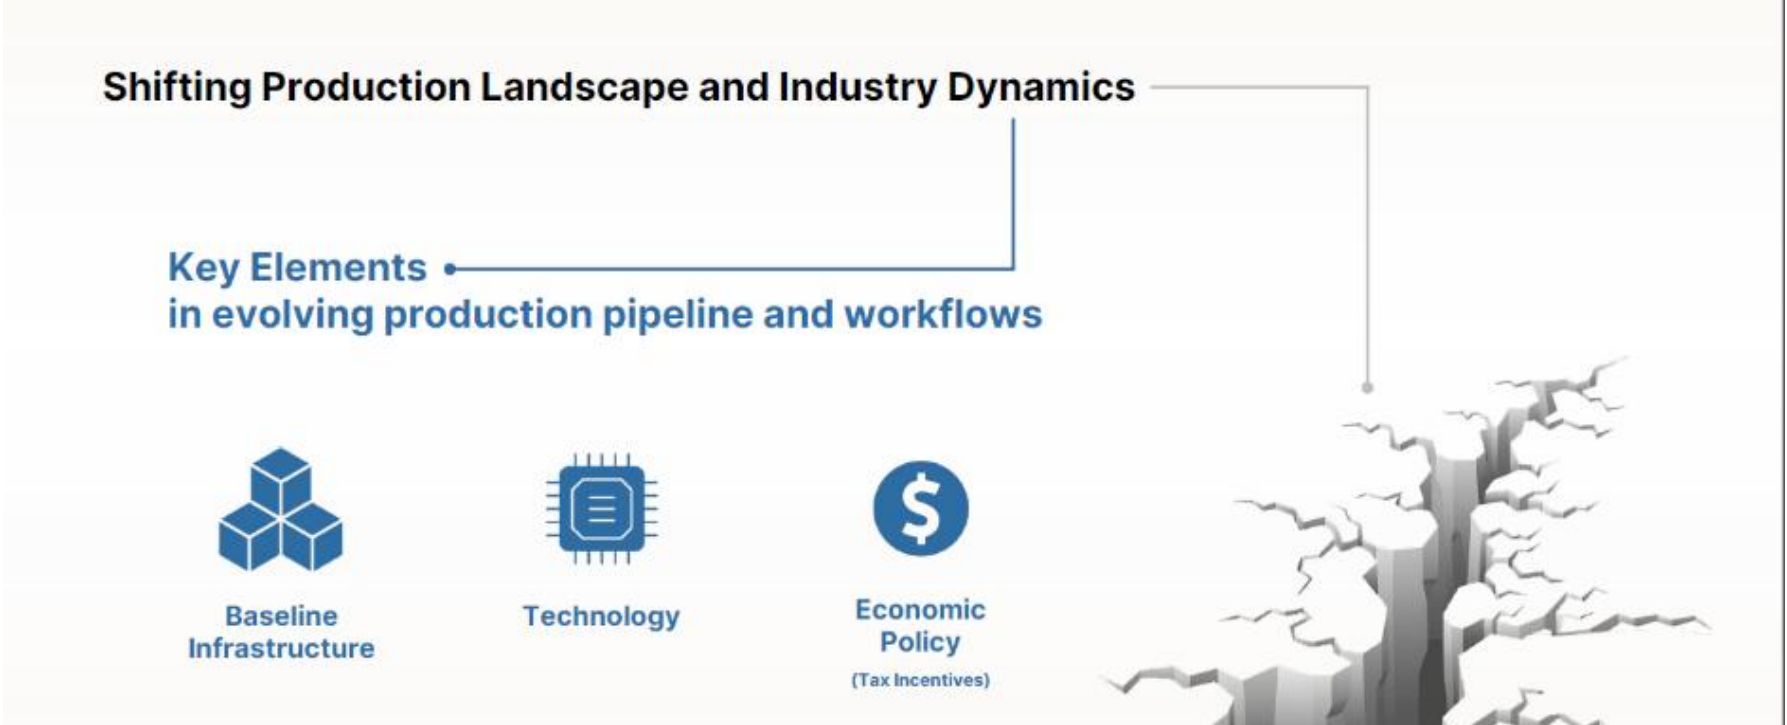 Shifting Production Landscape and Industry Dynamics
Key Elements
in evolving production pipeline and workflows
Baseline
Infrastructure
Technology
Economic
Policy
(Tax Incentives)